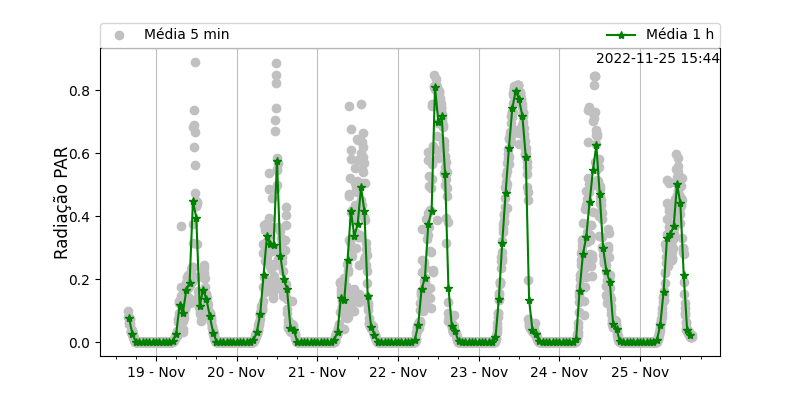 Média 5 min
Média 1 h
2022-11-25 15:44
Radiação PAR
0.8
0.6
0.4
0.2
0.0
19 - Nov
20 - Nov
21 - Nov
22 - Nov
23 - Nov
24 - Nov
25 - Nov